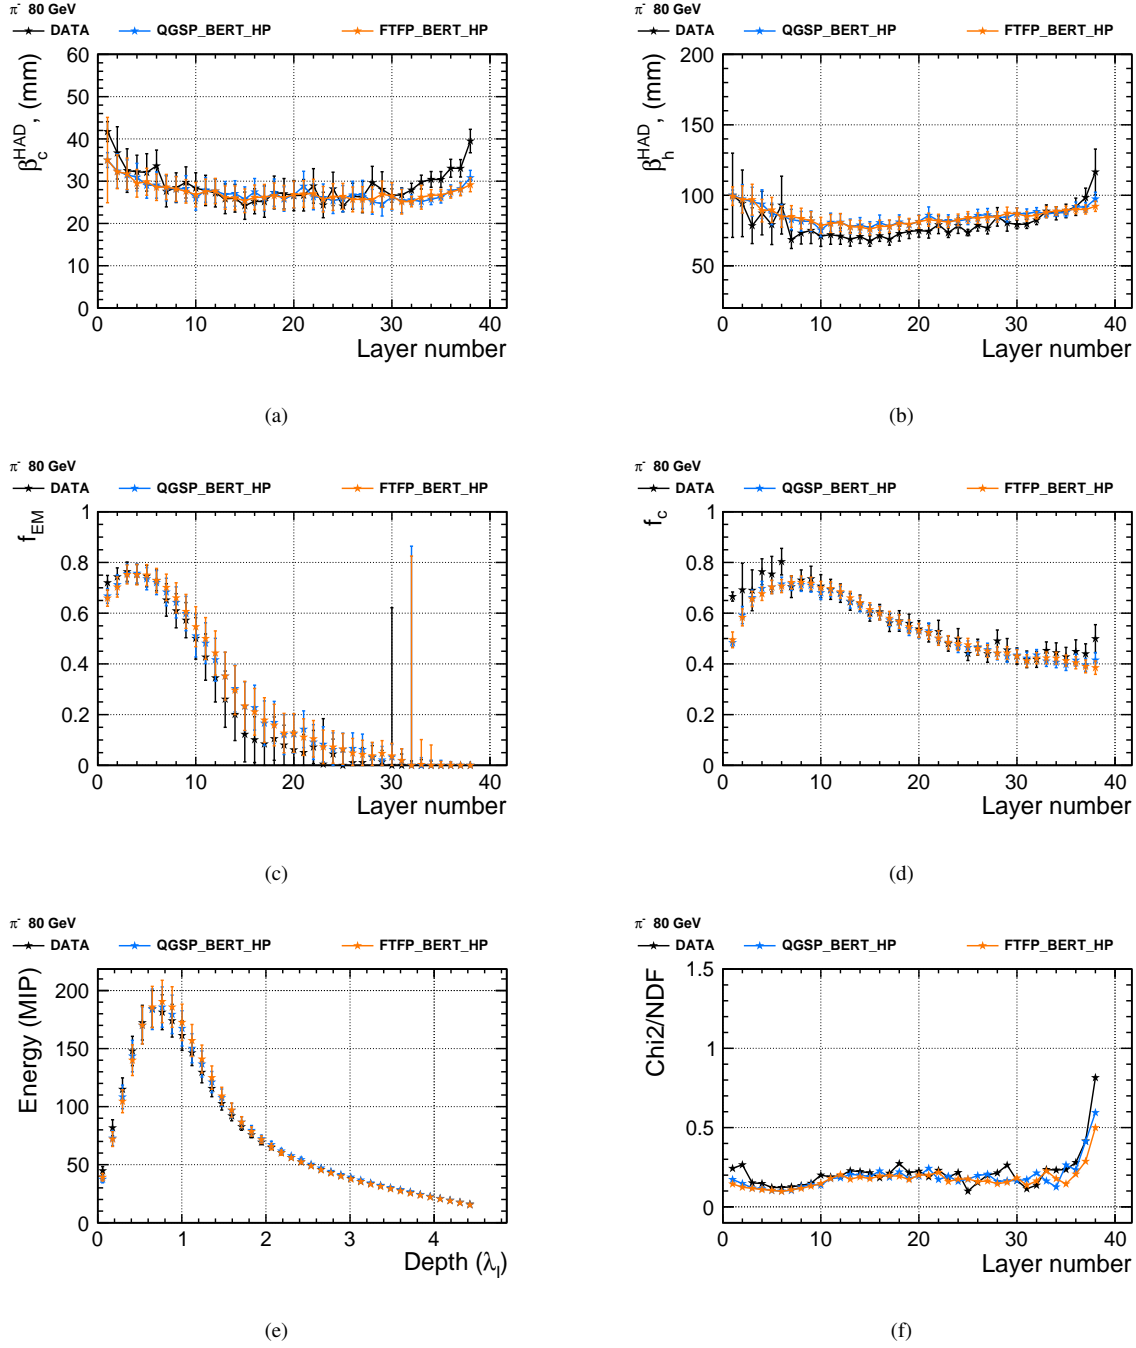 π- 80 GeV
DATA QGSP_BERT_HP FTFP_BERT_HP
β_c^HAD, (mm)
60
50
40
30
20
10
0
0 10 20 30 40
Layer number
(a)
π- 80 GeV
DATA QGSP_BERT_HP FTFP_BERT_HP
β_h^HAD, (mm)
200
150
100
50
0 10 20 30 40
Layer number
(b)
π- 80 GeV
DATA QGSP_BERT_HP FTFP_BERT_HP
f_EM
1
0.8
0.6
0.4
0.2
0
0 10 20 30 40
Layer number
(c)
π- 80 GeV
DATA QGSP_BERT_HP FTFP_BERT_HP
f_c
1
0.8
0.6
0.4
0.2
0
0 10 20 30 40
Layer number
(d)
π- 80 GeV
DATA QGSP_BERT_HP FTFP_BERT_HP
Energy (MIP)
200
150
100
50
0
0 1 2 3 4
Depth (λ_I)
(e)
π- 80 GeV
DATA QGSP_BERT_HP FTFP_BERT_HP
Chi2/NDF
1.5
1
0.5
0
0 10 20 30 40
Layer number
(f)